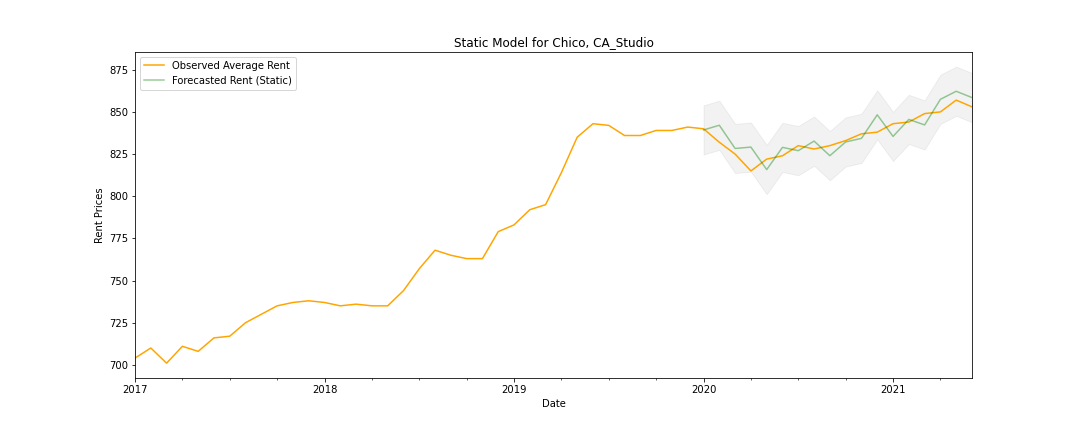 Static Model for Chico, CA_Studio
Observed Average Rent
Forecasted Rent (Static)
875
850
825
800
775
750
725
700
Rent Prices
2017 2018 2019 2020 2021
Date